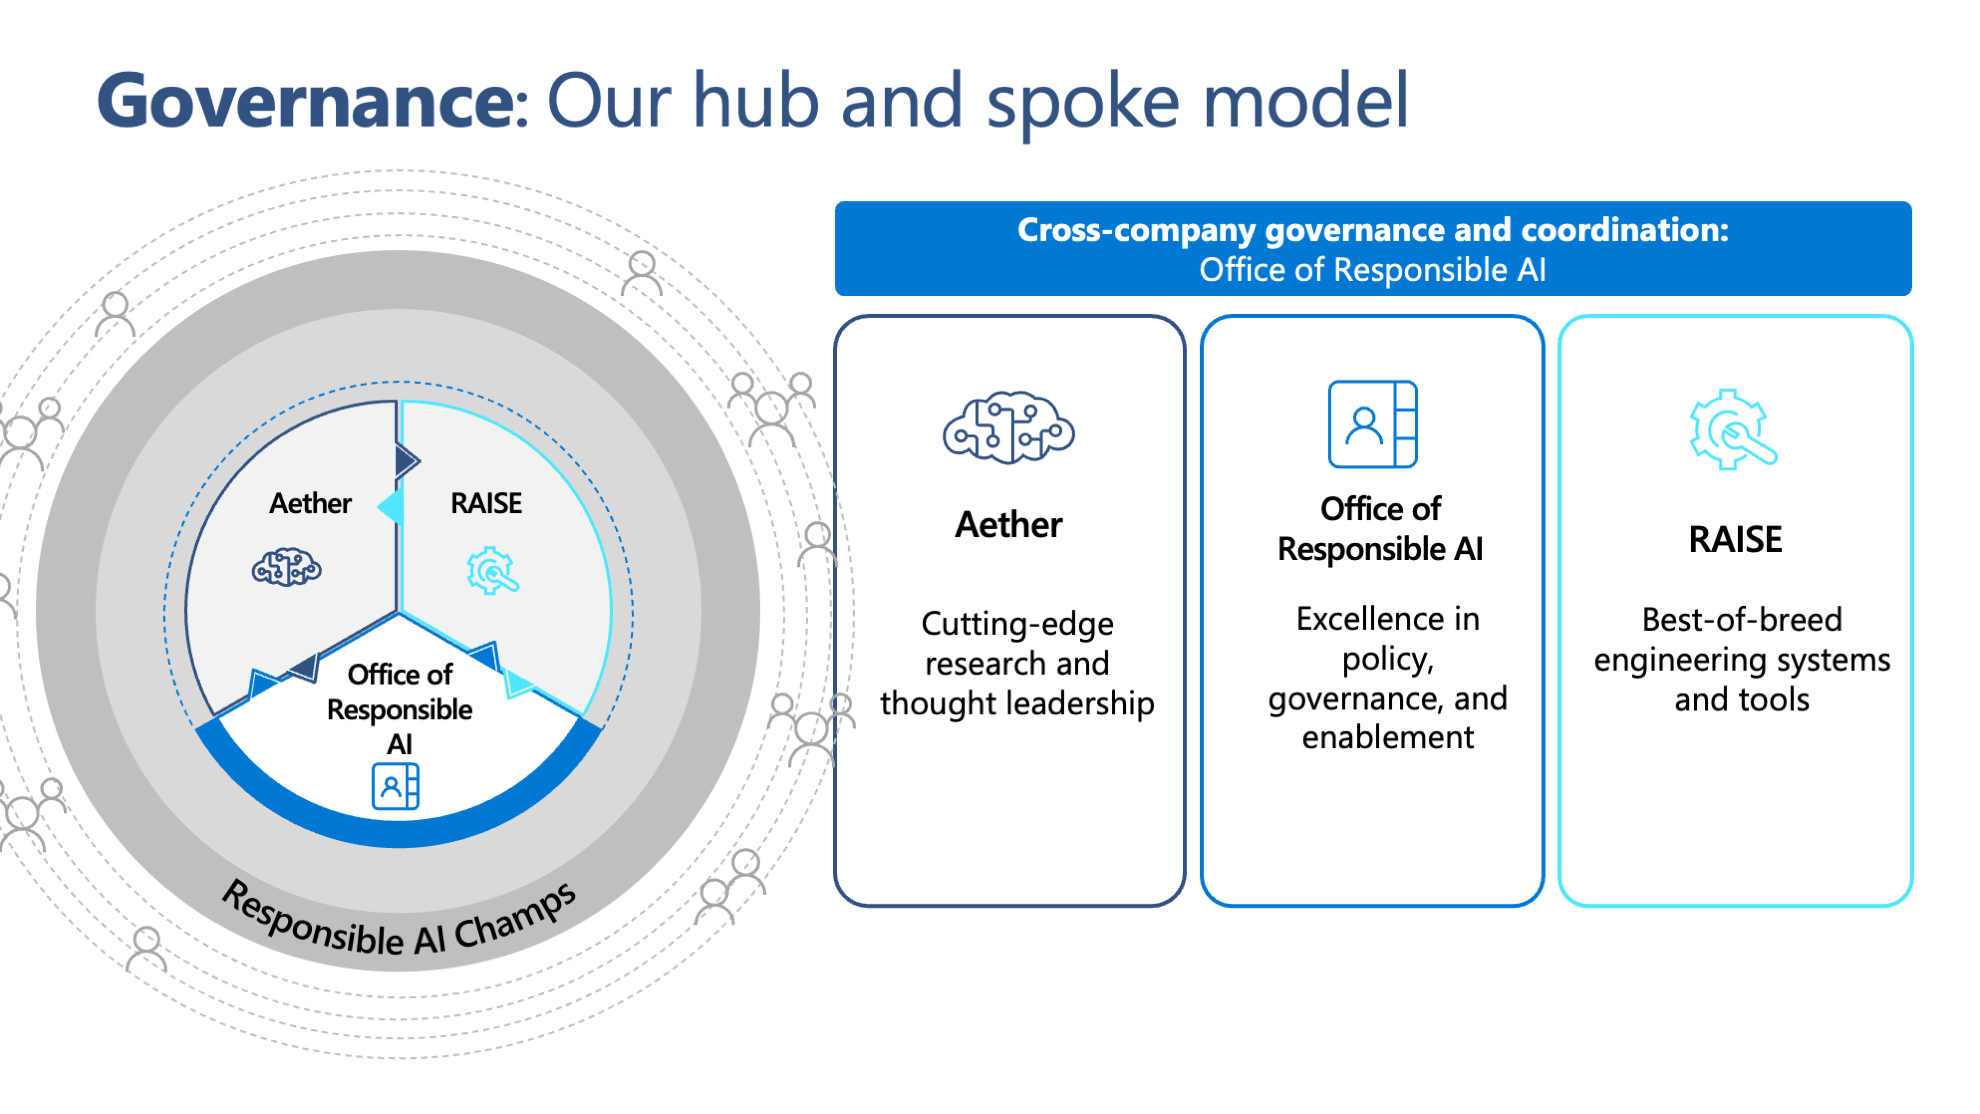 Governance: Our hub and spoke model
Aether
RAISE
Office of
Responsible
AI
Responsible AI Champs
Cross-company governance and coordination:
Office of Responsible AI
Aether
Cutting-edge
research and
thought leadership
Office of
Responsible AI
Excellence in
policy,
governance, and
enablement
RAISE
Best-of-breed
engineering systems
and tools